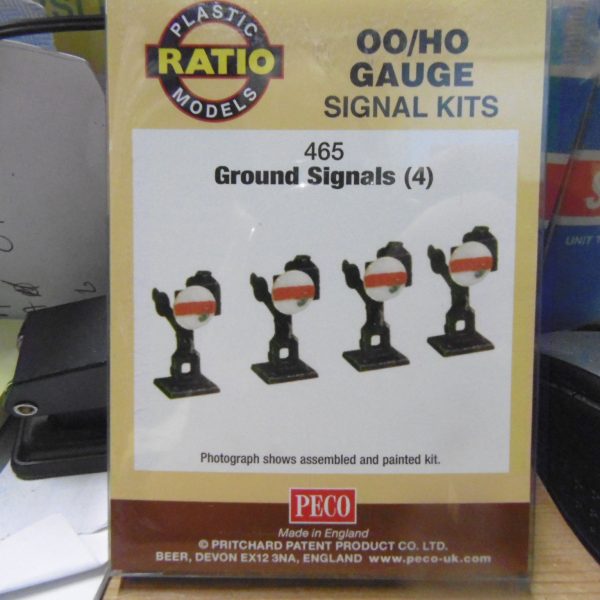 PLASTIC
RATIO
MODELS
OO/HO
GAUGE
SIGNAL KITS
465
Ground Signals (4)
Photograph shows assembled and painted kit.
PECO
Made in England
© PRITCHARD PATENT PRODUCT CO. LTD.
BEER, DEVON EX12 3NA, ENGLAND www.peco-uk.com
UNIT